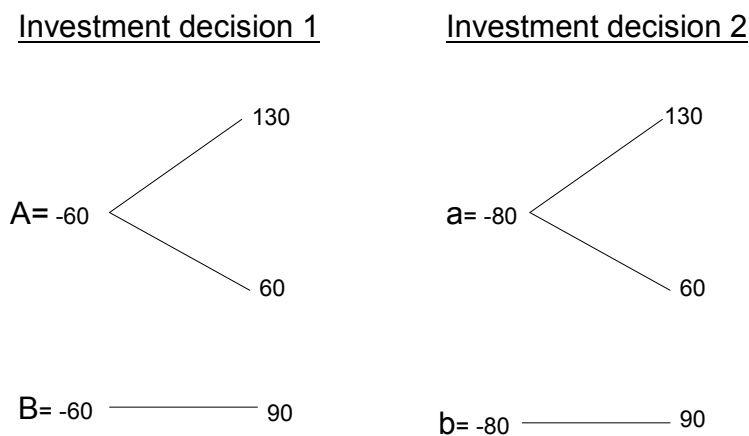 Investment decision 1
Investment decision 2
130
A= -60
60
B= -60
90
130
a= -80
60
b= -80
90